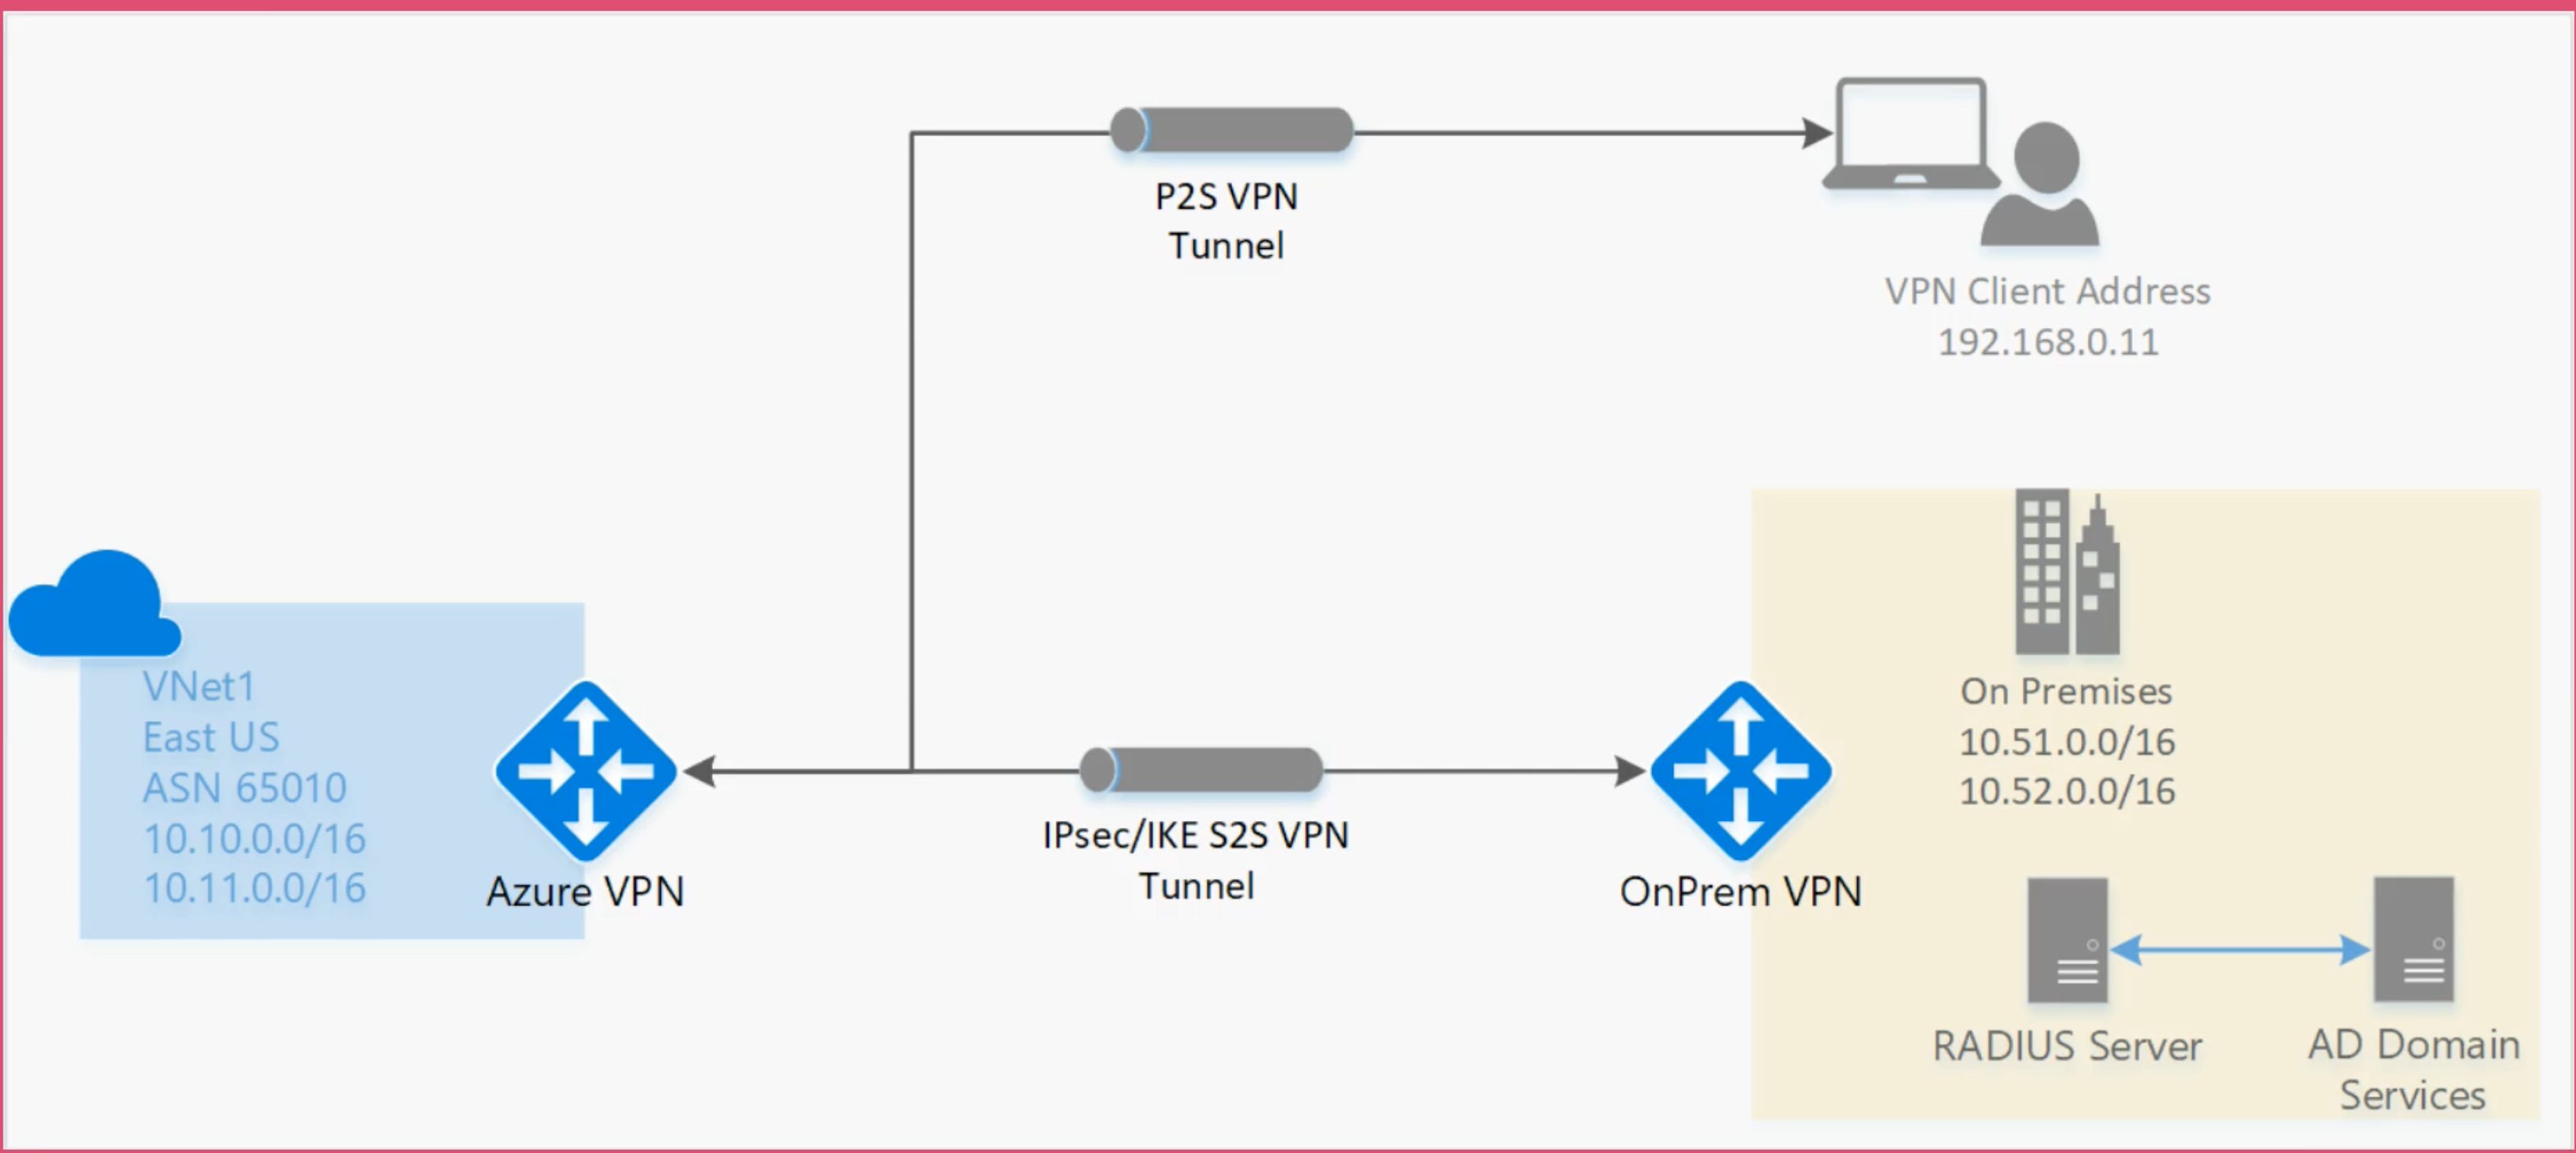 P2S VPN
Tunnel
VPN Client Address
192.168.0.11
VNet1
East US
ASN 65010
10.10.0.0/16
10.11.0.0/16
Azure VPN
IPsec/IKE S2S VPN
Tunnel
OnPrem VPN
On Premises
10.51.0.0/16
10.52.0.0/16
RADIUS Server
AD Domain
Services